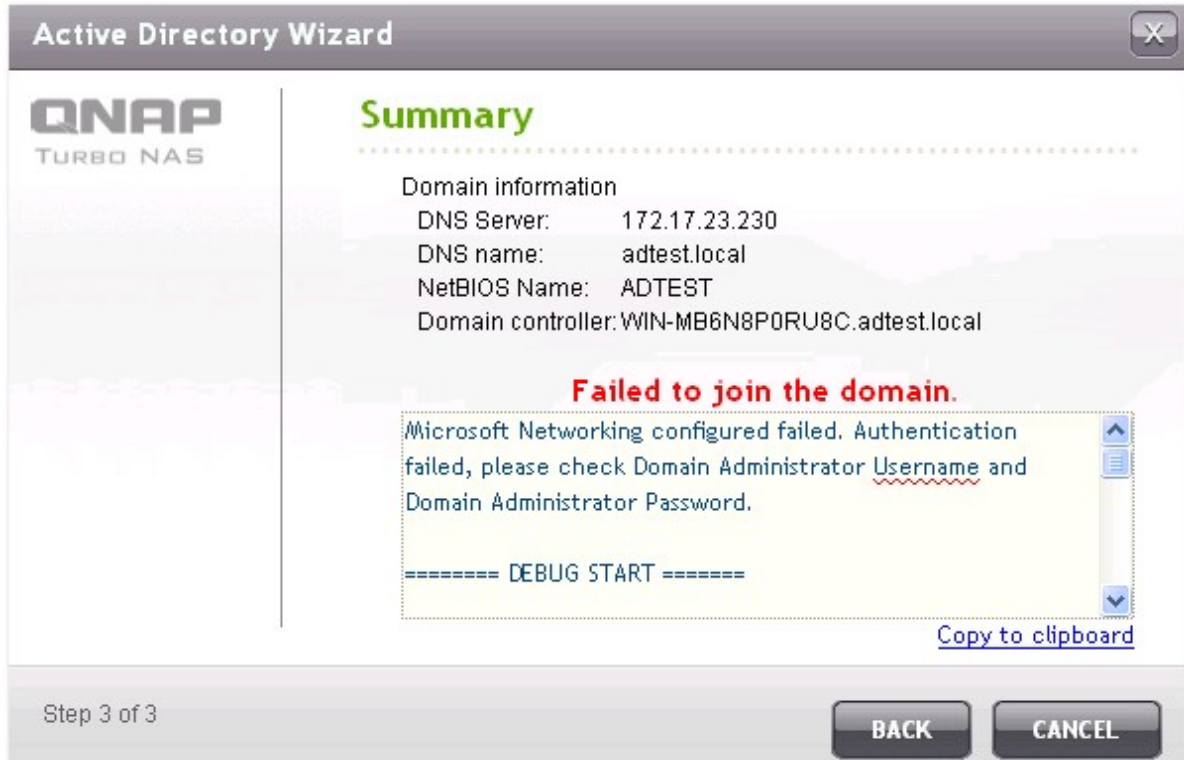 Active Directory Wizard
X
QNAP
TURBO NAS
Summary
Domain information
DNS Server: 172.17.23.230
DNS name: adtest.local
NetBIOS Name: ADTEST
Domain controller: WIN-MB6N8P0RU8C.adtest.local
Failed to join the domain.
Microsoft Networking configured failed. Authentication
failed, please check Domain Administrator Username and
Domain Administrator Password.
======== DEBUG START =======
Copy to clipboard
Step 3 of 3
BACK
CANCEL